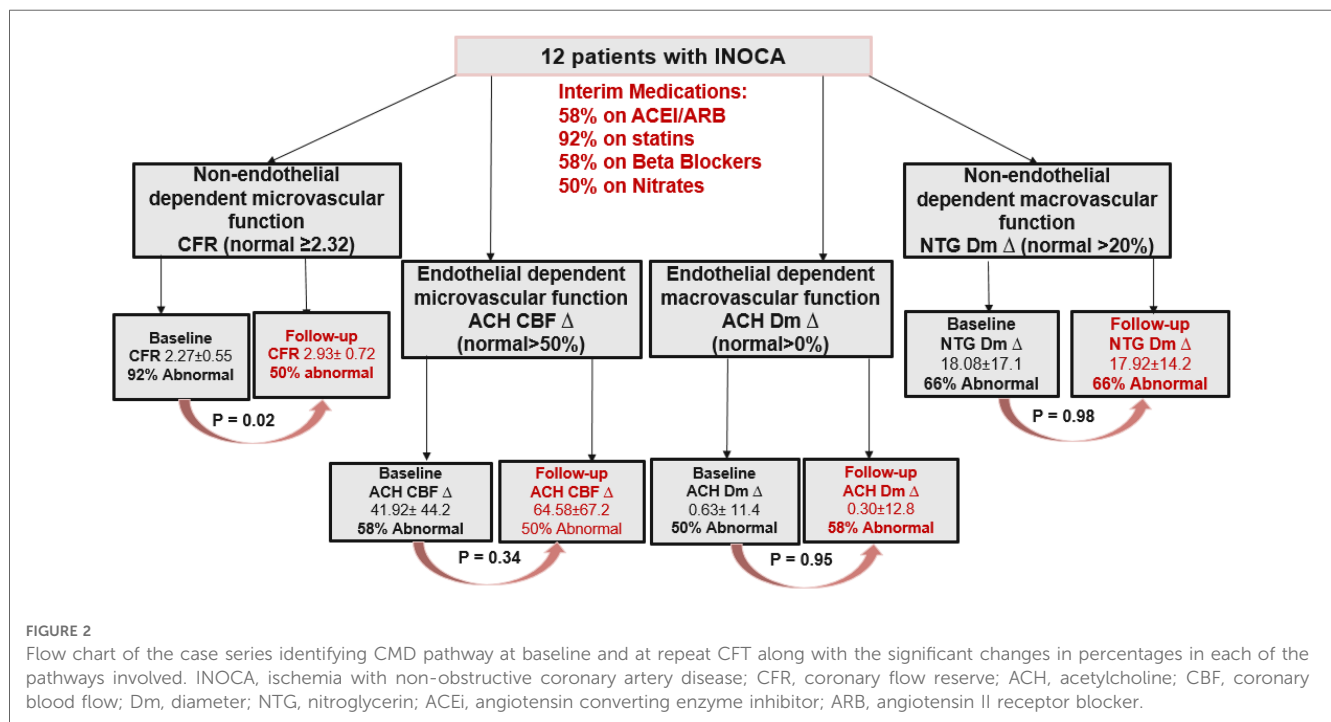 12 patients with INOCA
Interim Medications:
58% on ACEI/ARB
92% on statins
58% on Beta Blockers
50% on Nitrates
Non-endothelial
dependent microvascular
function
CFR (normal ≥2.32)
Baseline
CFR 2.27±0.55
92% Abnormal
Follow-up
CFR 2.93± 0.72
50% abnormal
P = 0.02
Endothelial dependent
microvascular function
ACH CBF Δ
(normal>50%)
Baseline
ACH CBF Δ
41.92± 44.2
58% Abnormal
Follow-up
ACH CBF Δ
64.58±67.2
50% Abnormal
P = 0.34
Endothelial dependent
macrovascular function
ACH Dm Δ
(normal>0%)
Baseline
ACH Dm Δ
0.63± 11.4
50% Abnormal
Follow-up
ACH Dm Δ
0.30±12.8
58% Abnormal
P = 0.95
Non-endothelial
dependent macrovascular
function
NTG Dm Δ (normal >20%)
Baseline
NTG Dm Δ
18.08±17.1
66% Abnormal
Follow-up
NTG Dm Δ
17.92±14.2
66% Abnormal
P = 0.98
FIGURE 2
Flow chart of the case series identifying CMD pathway at baseline and at repeat CFT along with the significant changes in percentages in each of the
pathways involved. INOCA, ischemia with non-obstructive coronary artery disease; CFR, coronary flow reserve; ACH, acetylcholine; CBF, coronary
blood flow; Dm, diameter; NTG, nitroglycerin; ACEi, angiotensin converting enzyme inhibitor; ARB, angiotensin II receptor blocker.